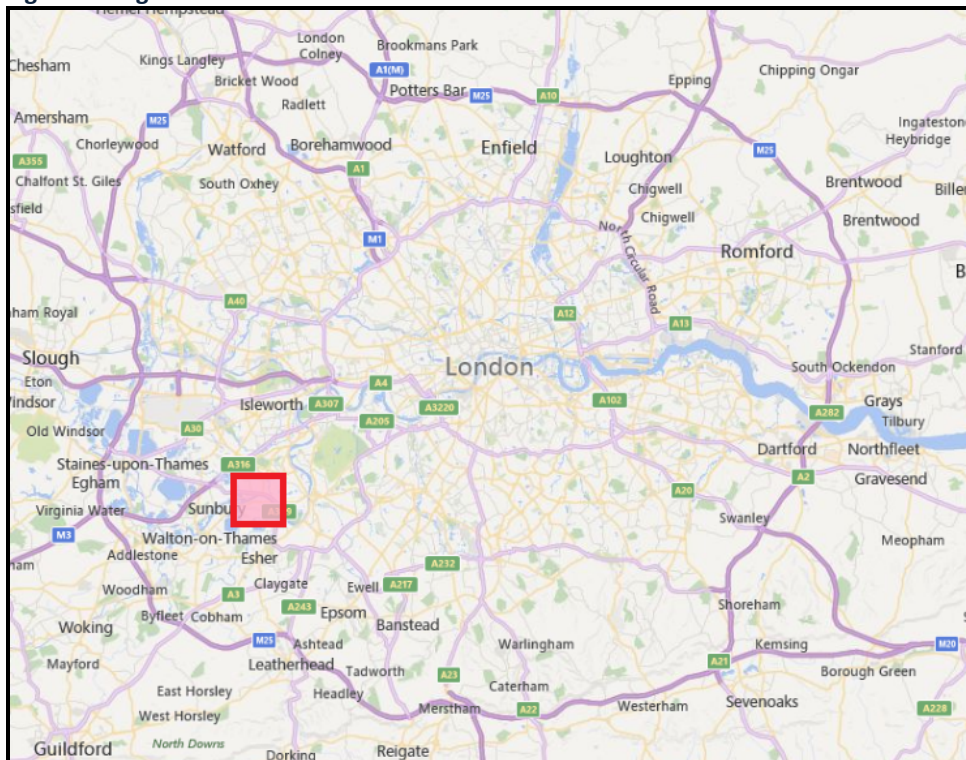 London
Colney
Brookmans Park
Chesham
Kings Langley
A1(M)
Epping
Chipping Ongar
Bricket Wood
Potters Bar
M25
A10
Radlett
Amersham
M25
Ingatestone
Heybridge
Chorleywood
Watford
Borehamwood
Enfield
M25
A355
A1
Loughton
Chalfont St. Giles
South Oxhey
Chigwell
Brentwood
Chigwell
Brentwood
M1
North Circular Road
Romford
A40
A12
A13
Slough
London
Stanford
South Ockendon
Eton
A4
Isleworth
A307
A3220
A102
Grays
A205
A282
Tilbury
Old Windsor
A30
Dartford
Northfleet
Staines-upon-Thames
A316
A2
Egham
Gravesend
A20
Virginia Water
Sunbury
Swanley
M3
Walton-on-Thames
Meopham
Addlestone
Esher
A232
Woodham
Claygate
Ewell
A217
A3
A243
Epsom
Shoreham
Byfleet
Cobham
Banstead
Woking
M25
Ashtead
Warlingham
Kemsing
M20
Mayford
Leatherhead
Tadworth
A23
A21
Borough Green
East Horsley
Headley
Caterham
Sevenoaks
West Horsley
Merstham
A22
Westerham
A228
Guildford
North Downs
Dorking
Reigate